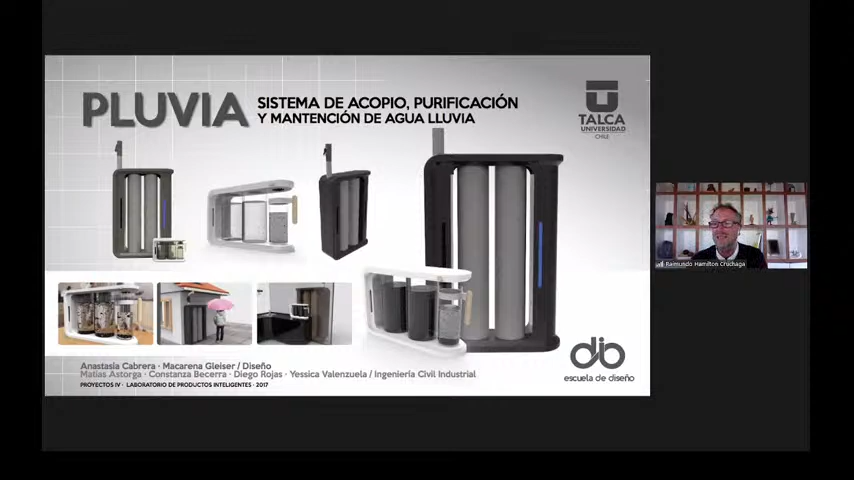 PLUVIA
SISTEMA DE ACOPIO, PURIFICACIÓN
Y MANTENCIÓN DE AGUA LLUVIA
TALCA
UNIVERSIDAD
CHILE
Raimundo Hamilton Cruchaga
escuela de diseño
Anastasia Cabrera · Macarena Gleiser / Diseño
Matías Astorga · Constanza Becerra · Diego Rojas · Yessica Valenzuela / Ingeniería Civil Industrial
PROYECTOS IV · LABORATORIO DE PRODUCTOS INTELIGENTES · 2017